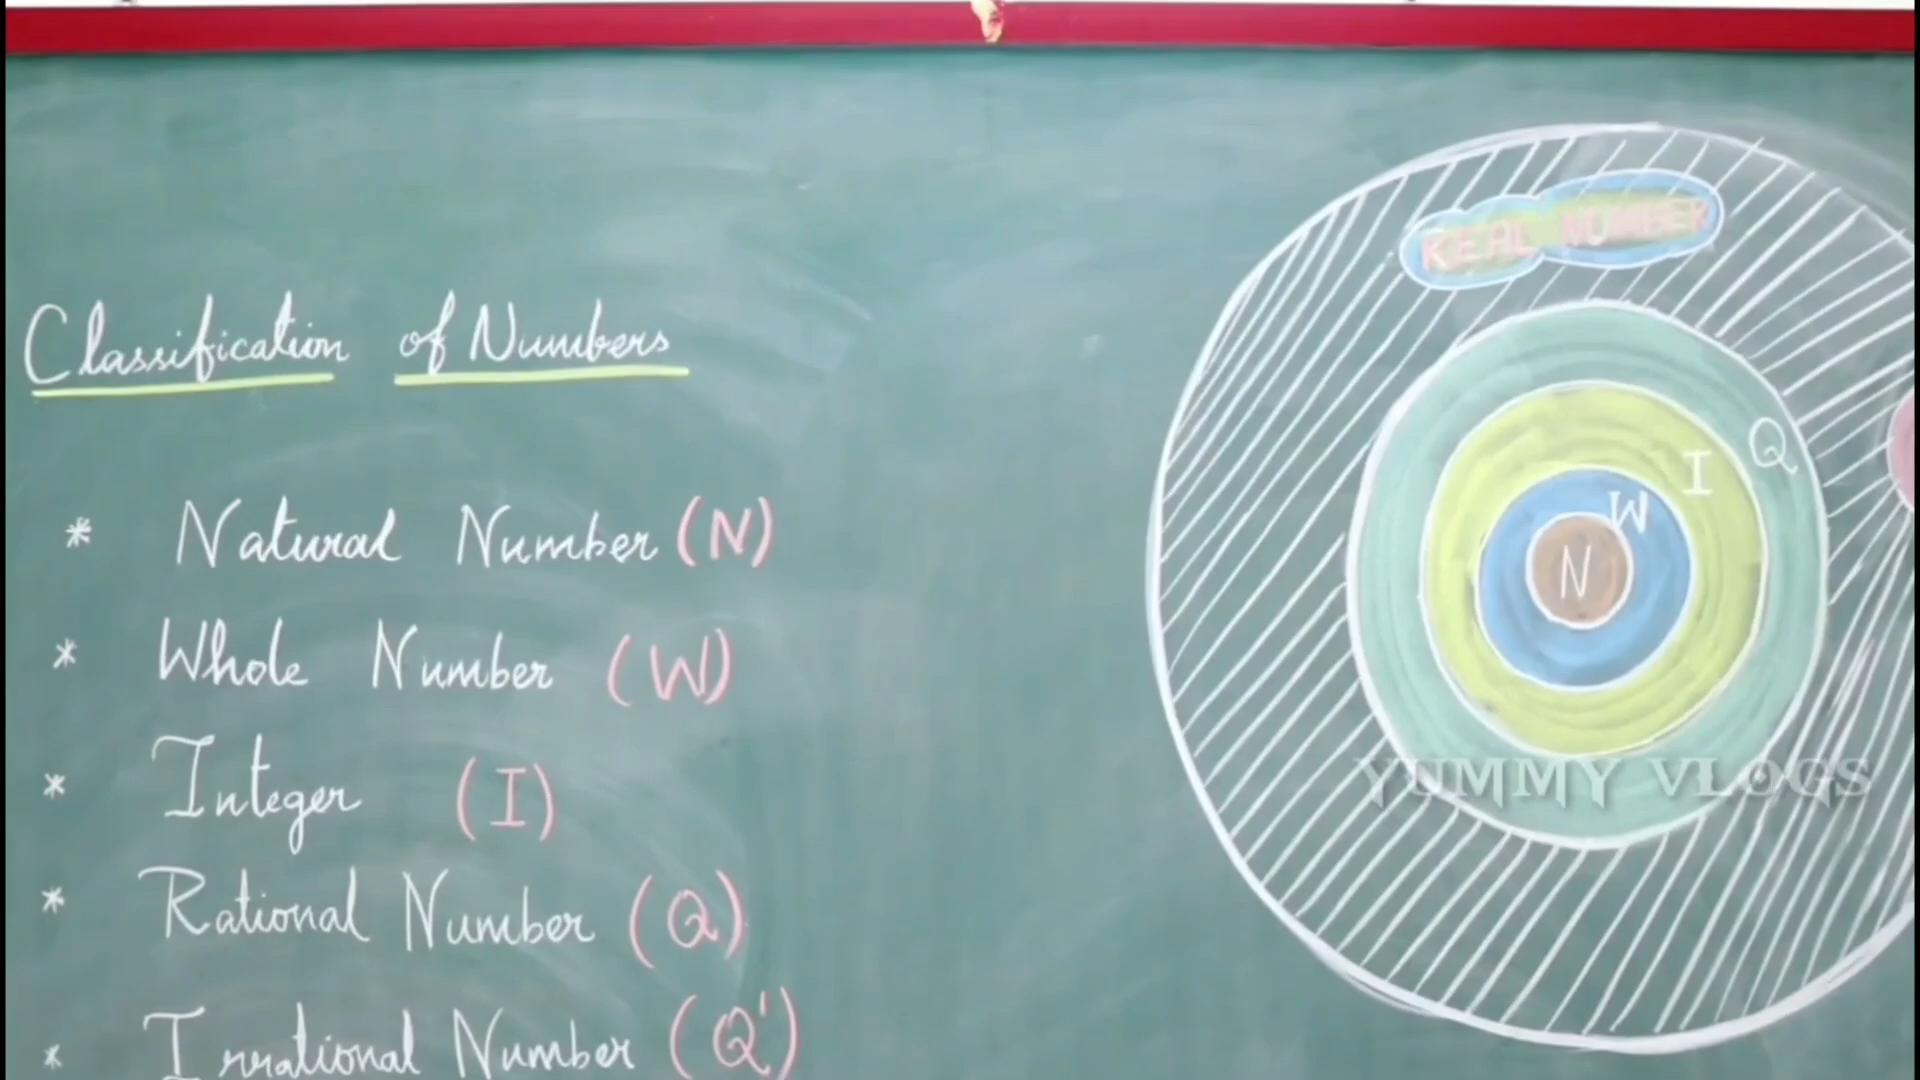 REAL NUMBER
Classification of Numbers
Q
I
W
N
* Natural Number (N)
* Whole Number (W)
* Integer (I)
* Rational Number (Q)
* Irrational Number (Q')
YUMMY VLOGS